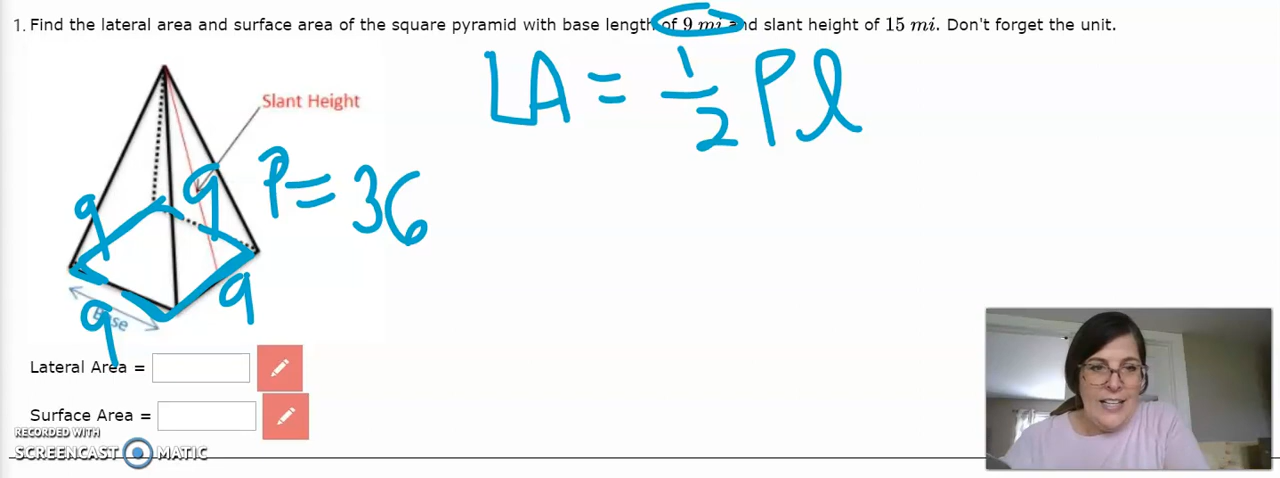 1. Find the lateral area and surface area of the square pyramid with base length of 9 mi and slant height of 15 mi. Don't forget the unit.
LA = 1/2 Pl
Slant Height
P = 36
9 9
9 9
Base
Lateral Area =
Surface Area =
RECORDED WITH
SCREENCAST MATIC